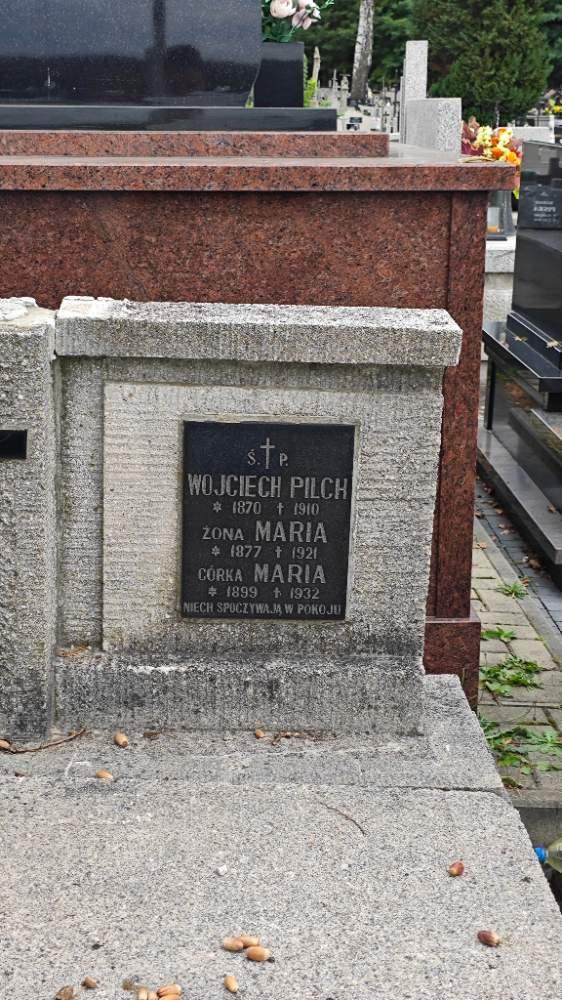 Ś. † P.
WOJCIECH PILCH
* 1870 † 1910
ŻONA MARIA
* 1877 † 1921
CÓRKA MARIA
* 1899 † 1932
NIECH SPOCZYWAJĄ W POKOJU